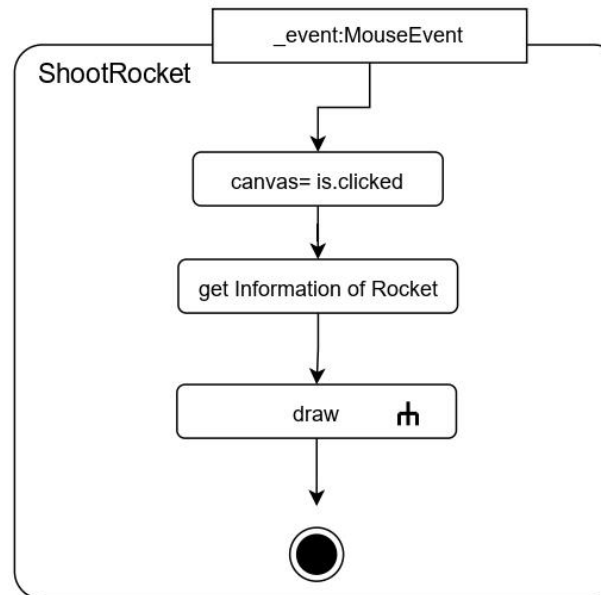 _event:MouseEvent
ShootRocket
canvas= is.clicked
get Information of Rocket
draw